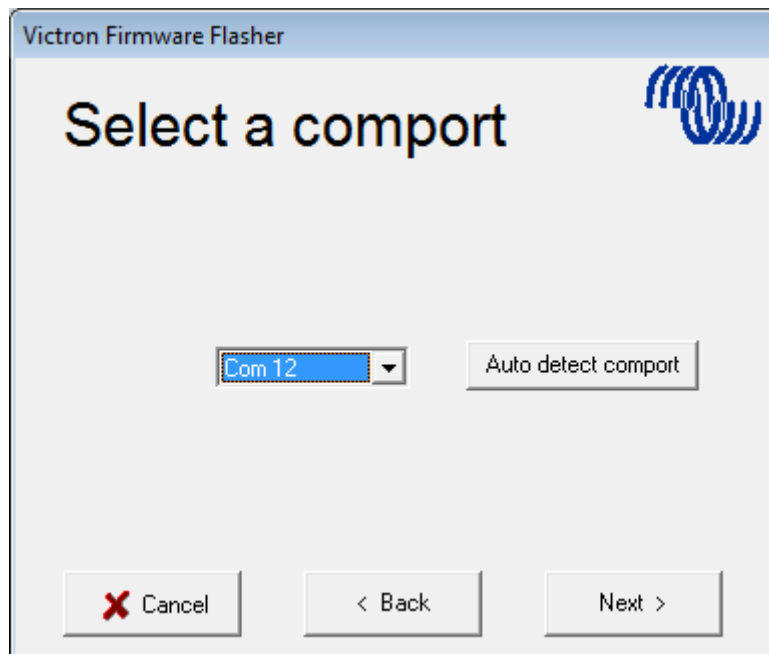 Victron Firmware Flasher
Select a comport
Com 12
Auto detect comport
Cancel
< Back
Next >